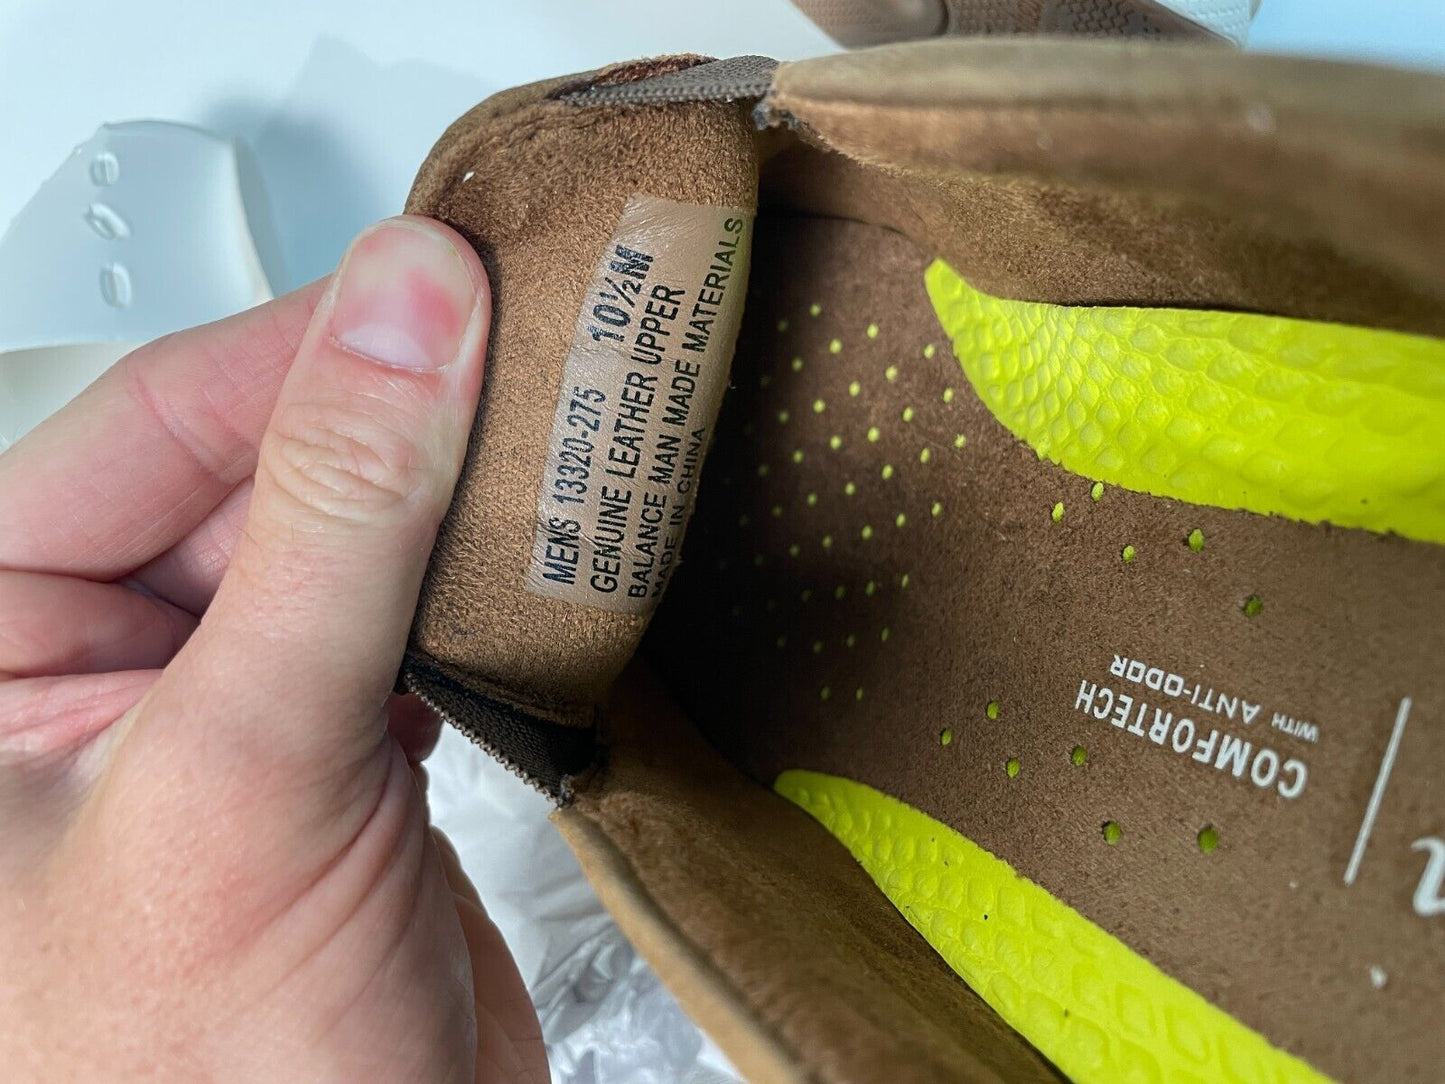 MENS 13320-275 10½M
GENUINE LEATHER UPPER
BALANCE MAN MADE MATERIALS
MADE IN CHINA
COMFORTECH
WITH ANTI-ODOR